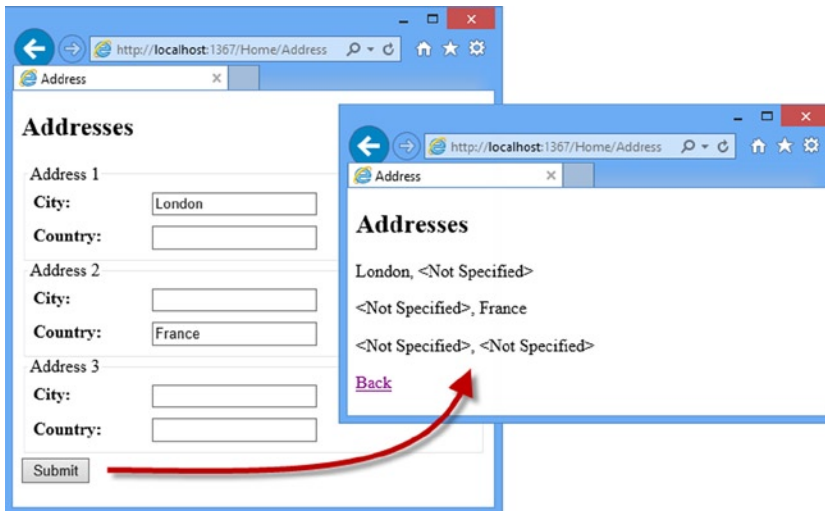 http://localhost:1367/Home/Address
Address
Addresses
Address 1
City: London
Country:
Address 2
City:
Country: France
Address 3
City:
Country:
Submit
http://localhost:1367/Home/Address
Address
Addresses
London, <Not Specified>
<Not Specified>, France
<Not Specified>, <Not Specified>
Back